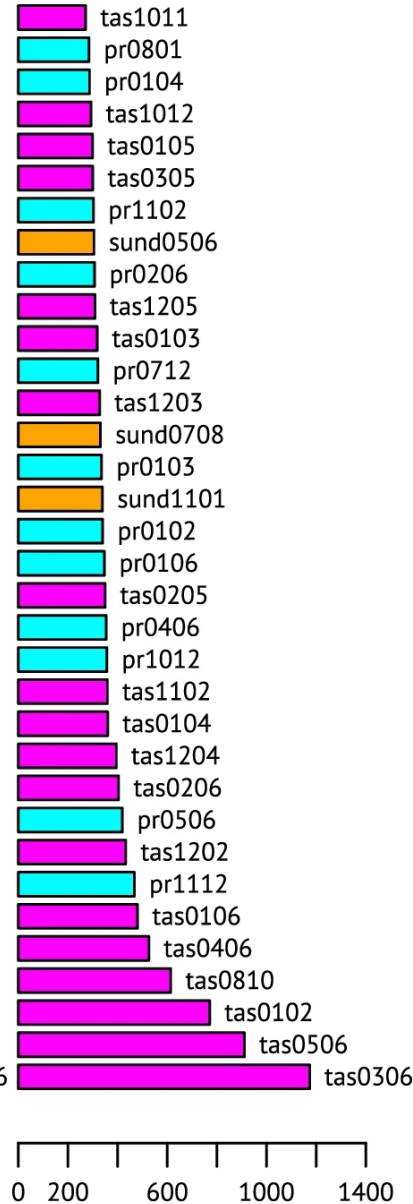 tas1011
pr0801
pr0104
tas1012
tas0105
tas0305
pr1102
sund0506
pr0206
tas1205
tas0103
pr0712
tas1203
sund0708
pr0103
sund1101
pr0102
pr0106
tas0205
pr0406
pr1012
tas1102
tas0104
tas1204
tas0206
pr0506
tas1202
pr1112
tas0106
tas0406
tas0810
tas0102
tas0506
6 tas0306
0 200 600 1000 1400